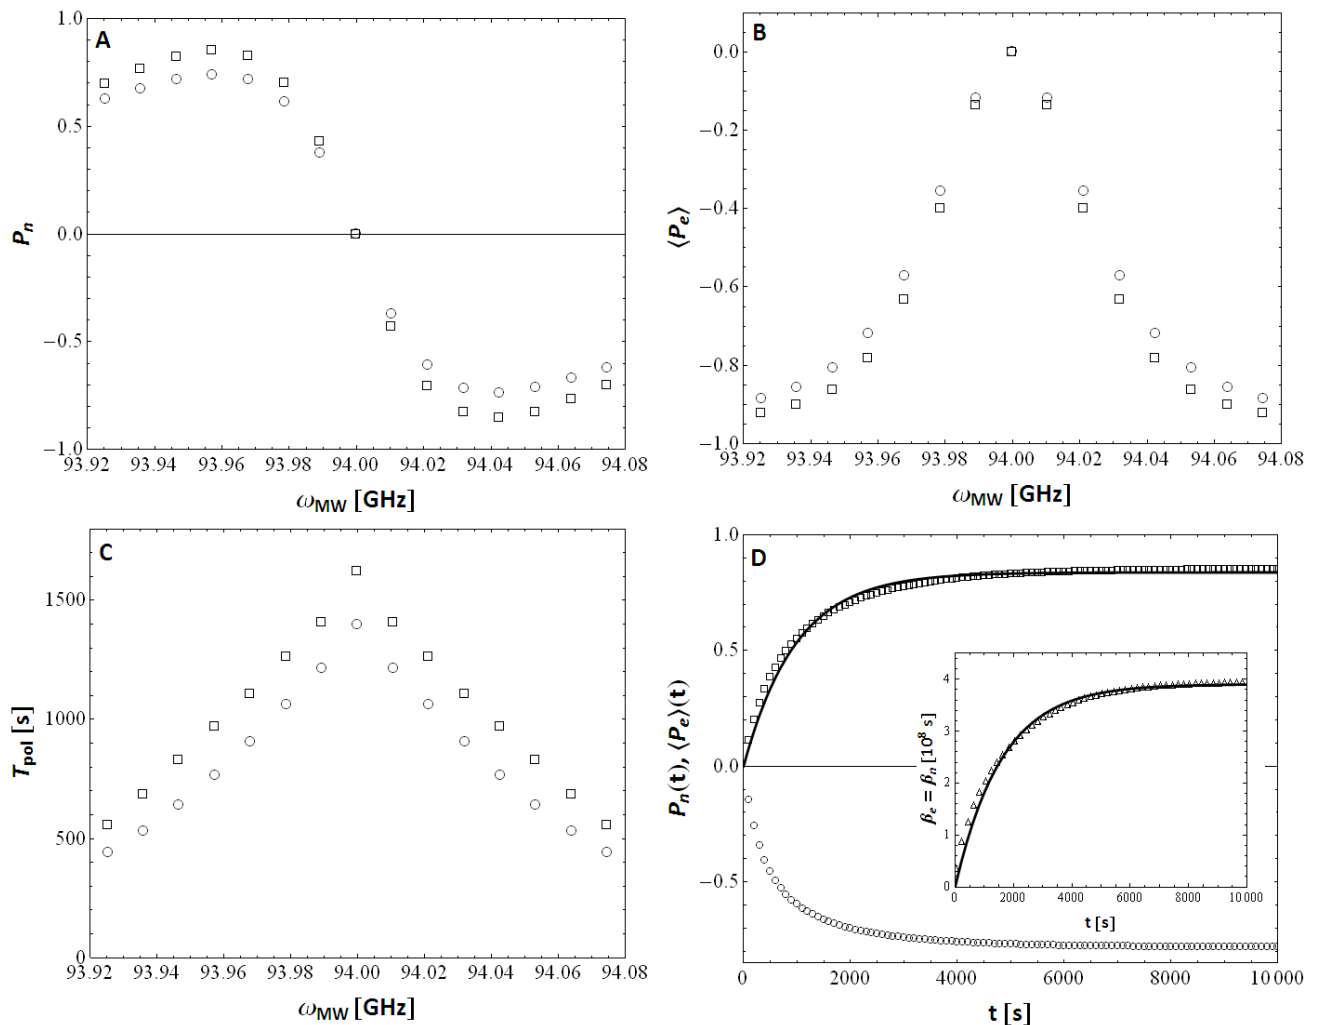 A
1.0
0.5
0.0
−0.5
−1.0
P_n
93.92 93.94 93.96 93.98 94.00 94.02 94.04 94.06 94.08
ω_MW [GHz]
B
0.0
−0.2
−0.4
−0.6
−0.8
−1.0
⟨P_e⟩
93.92 93.94 93.96 93.98 94.00 94.02 94.04 94.06 94.08
ω_MW [GHz]
C
1500
1000
500
0
T_pol [s]
93.92 93.94 93.96 93.98 94.00 94.02 94.04 94.06 94.08
ω_MW [GHz]
D
1.0
0.5
0.0
−0.5
P_n(t), ⟨P_e⟩(t)
0 2000 4000 6000 8000 10 000
t [s]
4
3
2
1
0
β_e = β_n [10⁸ s]
0 2000 4000 6000 8000 10 000
t [s]